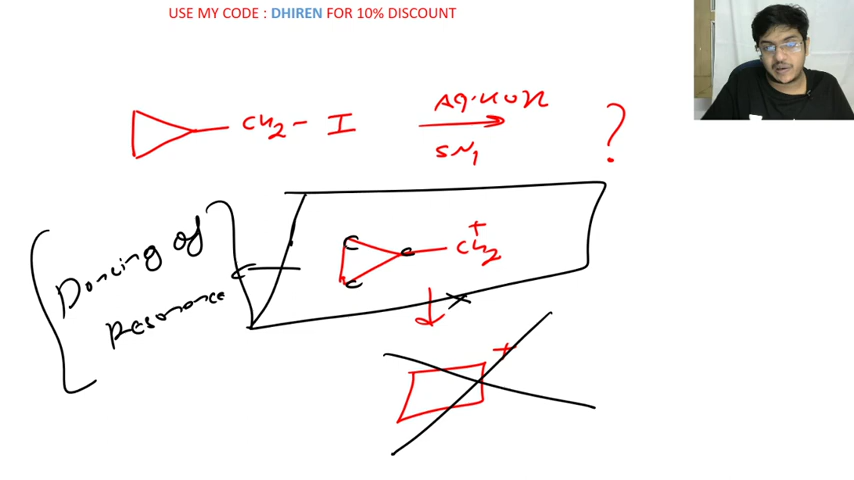 USE MY CODE : DHIREN FOR 10% DISCOUNT
CH2 - I
Aq. KOH
SN1
?
Dancing of
Resonance
C
C
C
CH2
+
+